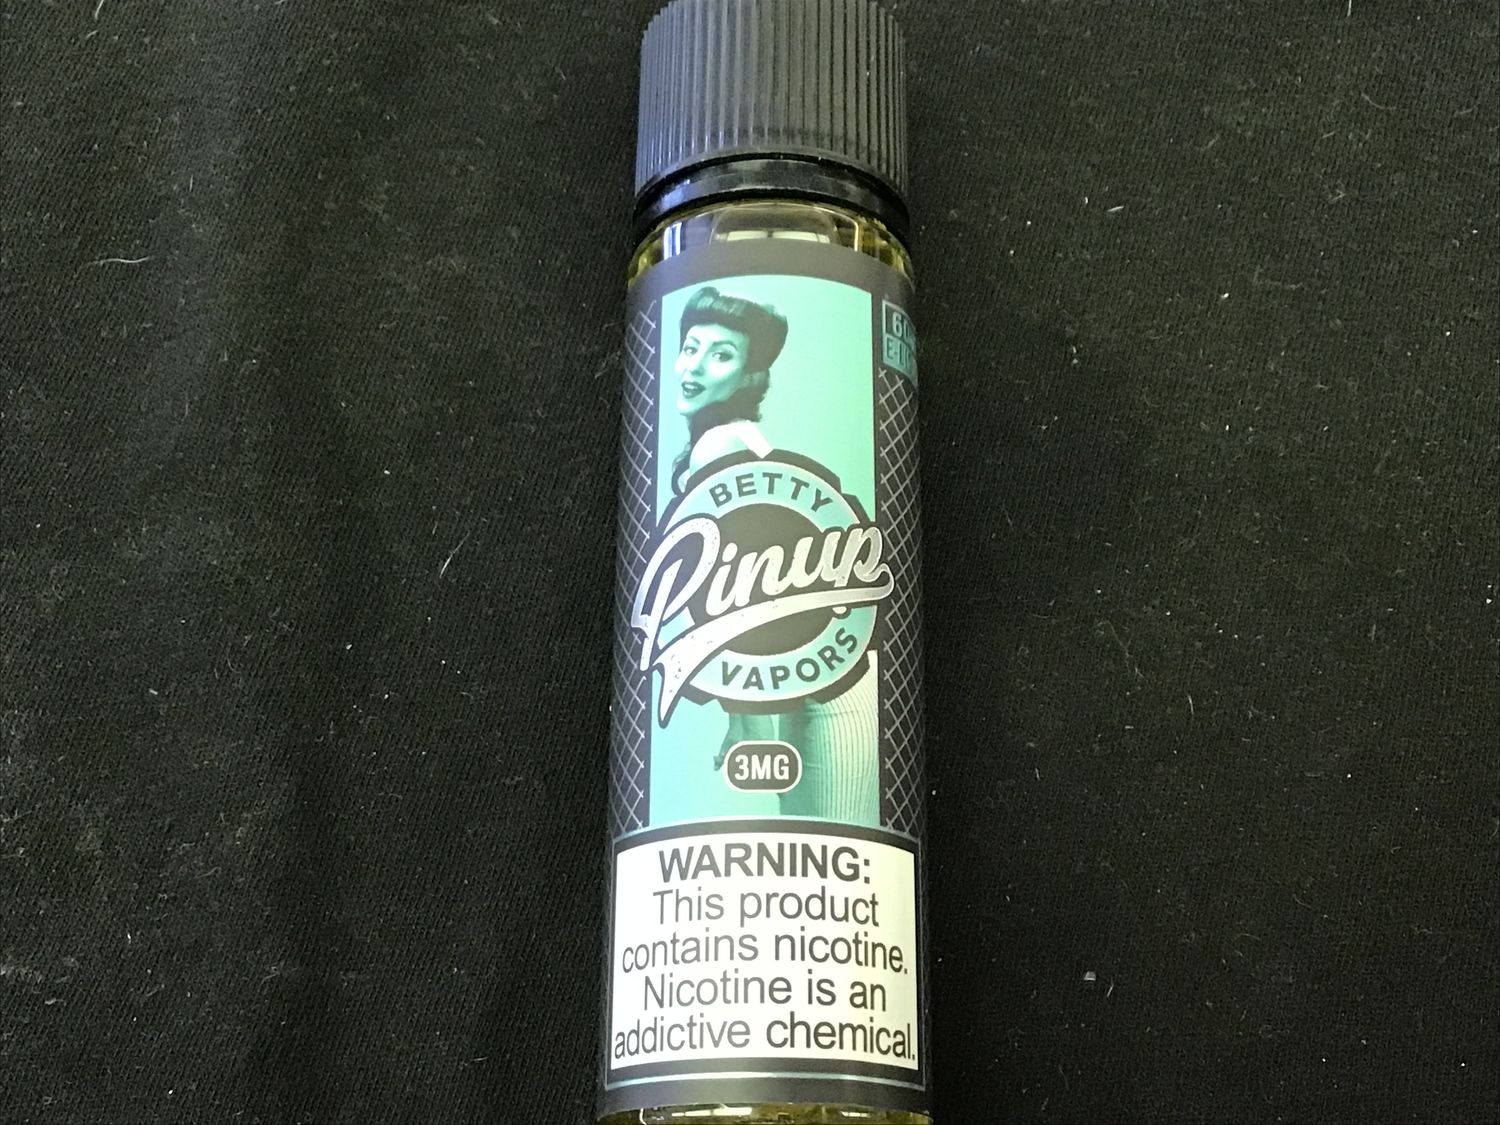 BETTY
Pinup
VAPORS
3MG
WARNING:
This product
contains nicotine.
Nicotine is an
addictive chemical.